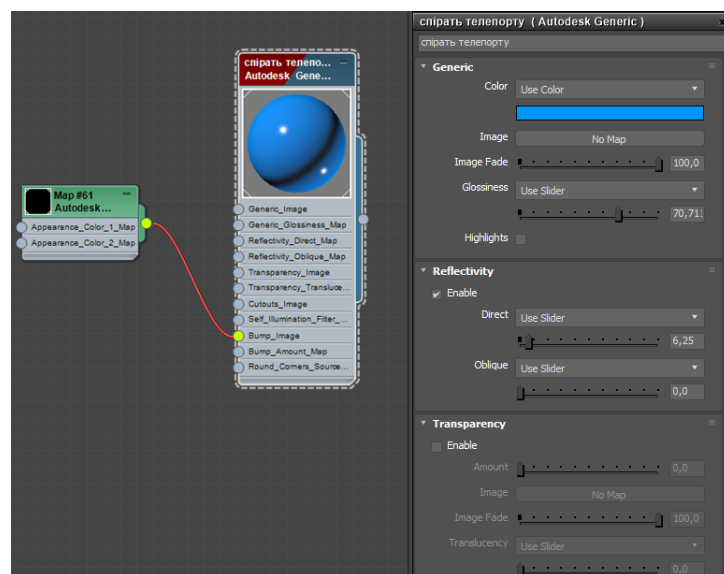 спірать телепорту ( Autodesk Generic )
спірать телепорту
спірать телепо...
Autodesk Gene...
Map #61
Autodesk...
Appearance_Color_1_Map
Appearance_Color_2_Map
Generic_Image
Generic_Glossiness_Map
Reflectivity_Direct_Map
Reflectivity_Oblique_Map
Transparency_Image
Transparency_Transluce...
Cutouts_Image
Self_Illumination_Filter_...
Bump_Image
Bump_Amount_Map
Round_Corners_Source...
Generic
Color Use Color
Image No Map
Image Fade 100,0
Glossiness Use Slider
70,71
Highlights
Reflectivity
Enable
Direct Use Slider
6,25
Oblique Use Slider
0,0
Transparency
Enable
Amount 0,0
Image No Map
Image Fade 100,0
Translucency Use Slider
0,0